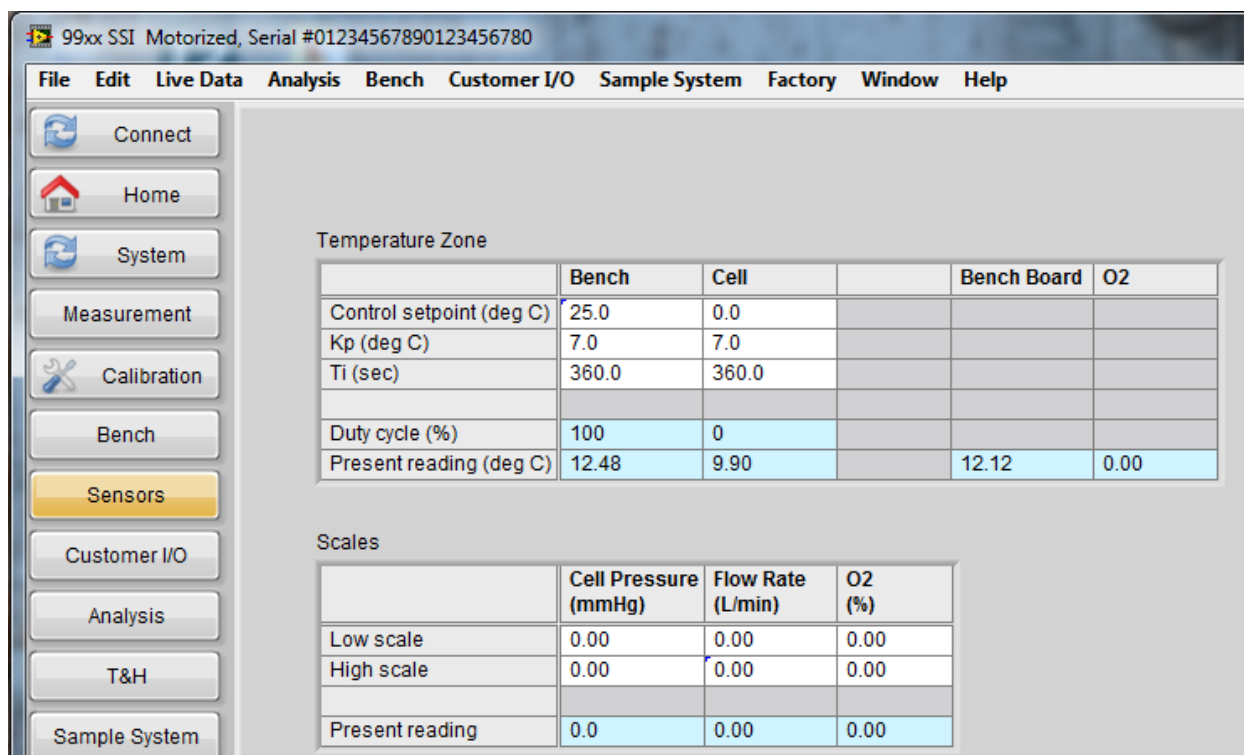 99xx SSI Motorized, Serial #01234567890123456780
File Edit Live Data Analysis Bench Customer I/O Sample System Factory Window Help
Connect
Home
System
Measurement
Calibration
Bench
Sensors
Customer I/O
Analysis
T&H
Sample System
Temperature Zone
Bench Cell Bench Board O2
Control setpoint (deg C) 25.0 0.0
Kp (deg C) 7.0 7.0
Ti (sec) 360.0 360.0
Duty cycle (%) 100 0
Present reading (deg C) 12.48 9.90 12.12 0.00
Scales
Cell Pressure Flow Rate O2
(mmHg) (L/min) (%)
Low scale 0.00 0.00 0.00
High scale 0.00 0.00 0.00
Present reading 0.0 0.00 0.00